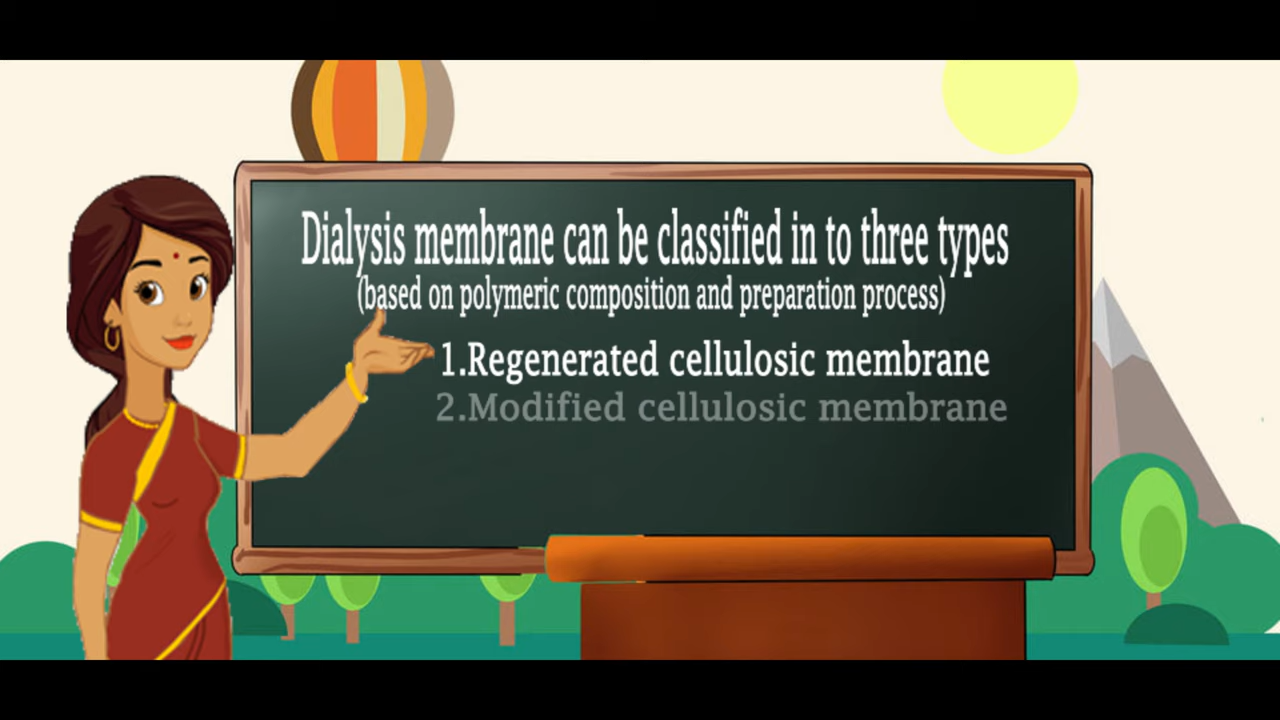 Dialysis membrane can be classified in to three types
(based on polymeric composition and preparation process)
1.Regenerated cellulosic membrane
2.Modified cellulosic membrane